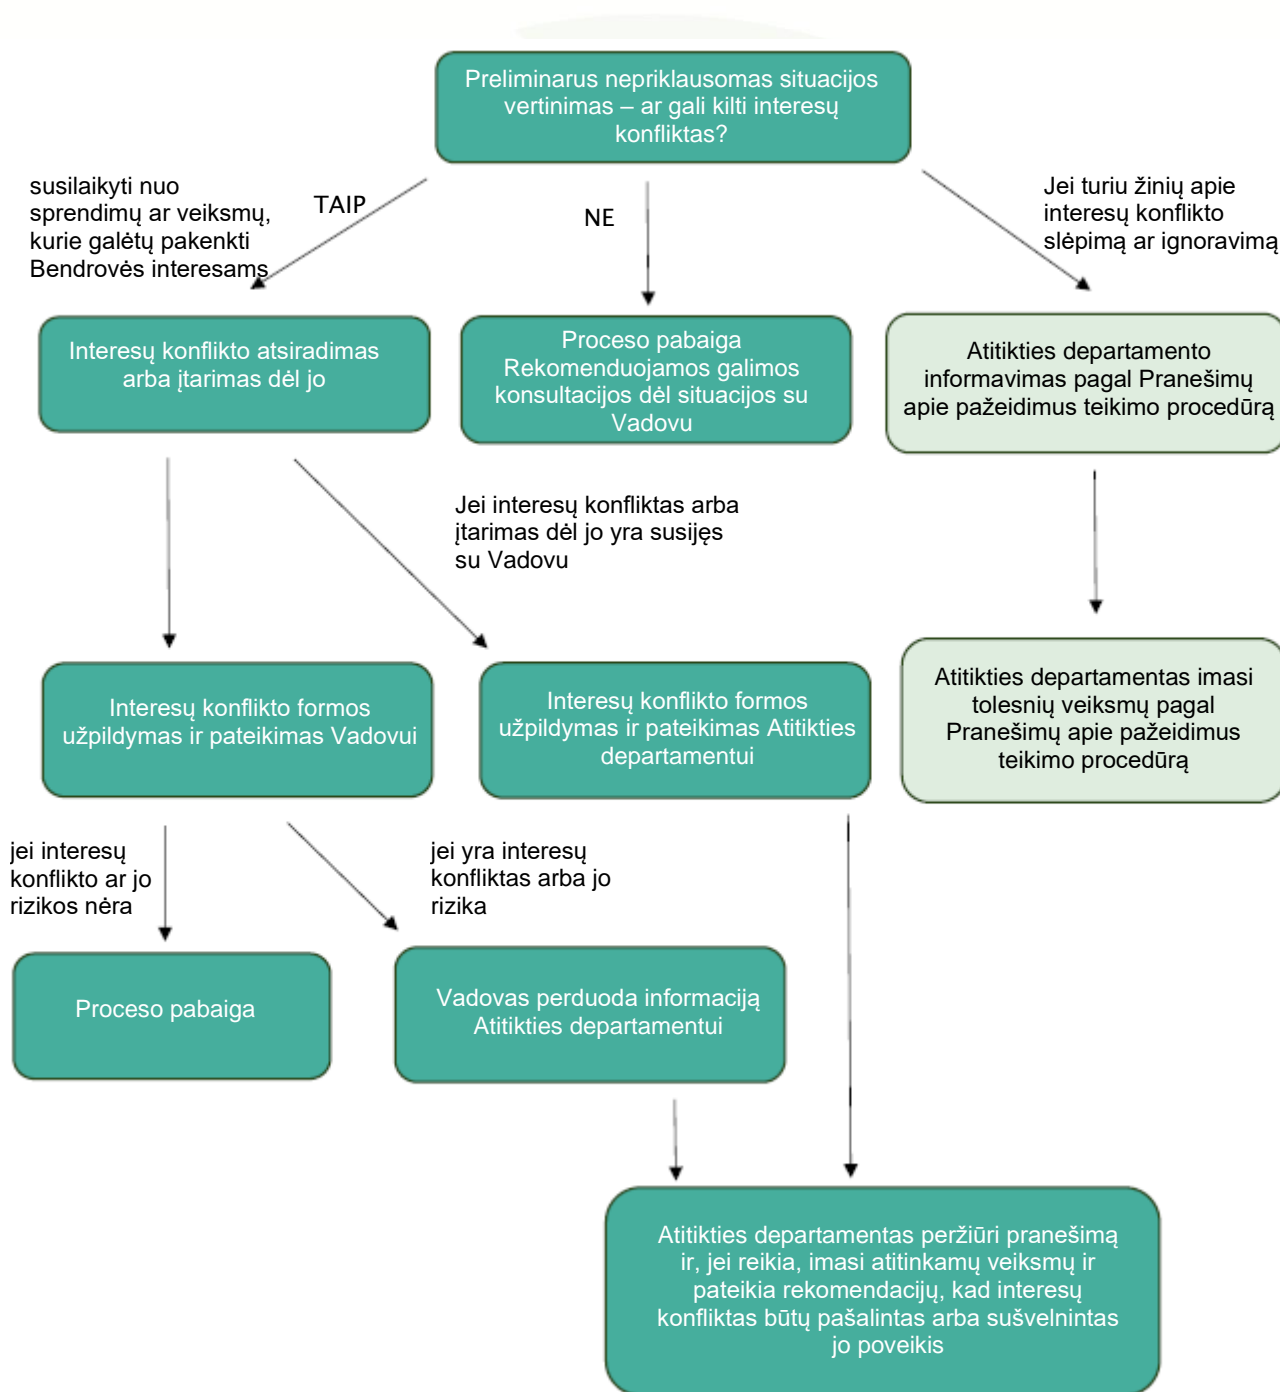 Preliminarus nepriklausomas situacijos
vertinimas – ar gali kilti interesų
konfliktas?
susilaikyti nuo
sprendimų ar veiksmų,
kurie galėtų pakenkti
Bendrovės interesams
TAIP
NE
Jei turiu žinių apie
interesų konflikto
slėpimą ar ignoravimą
Interesų konflikto atsiradimas
arba įtarimas dėl jo
Proceso pabaiga
Rekomenduojamos galimos
konsultacijos dėl situacijos su
Vadovu
Atitikties departamento
informavimas pagal Pranešimų
apie pažeidimus teikimo procedūrą
Jei interesų konfliktas arba
įtarimas dėl jo yra susijęs
su Vadovu
Interesų konflikto formos
užpildymas ir pateikimas Vadovui
Interesų konflikto formos
užpildymas ir pateikimas Atitikties
departamentui
Atitikties departamentas imasi
tolesnių veiksmų pagal
Pranešimų apie pažeidimus
teikimo procedūrą
jei interesų
konflikto ar jo
rizikos nėra
jei yra interesų
konfliktas arba jo
rizika
Proceso pabaiga
Vadovas perduoda informaciją
Atitikties departamentui
Atitikties departamentas peržiūri pranešimą
ir, jei reikia, imasi atitinkamų veiksmų ir
pateikia rekomendacijų, kad interesų
konfliktas būtų pašalintas arba sušvelnintas
jo poveikis